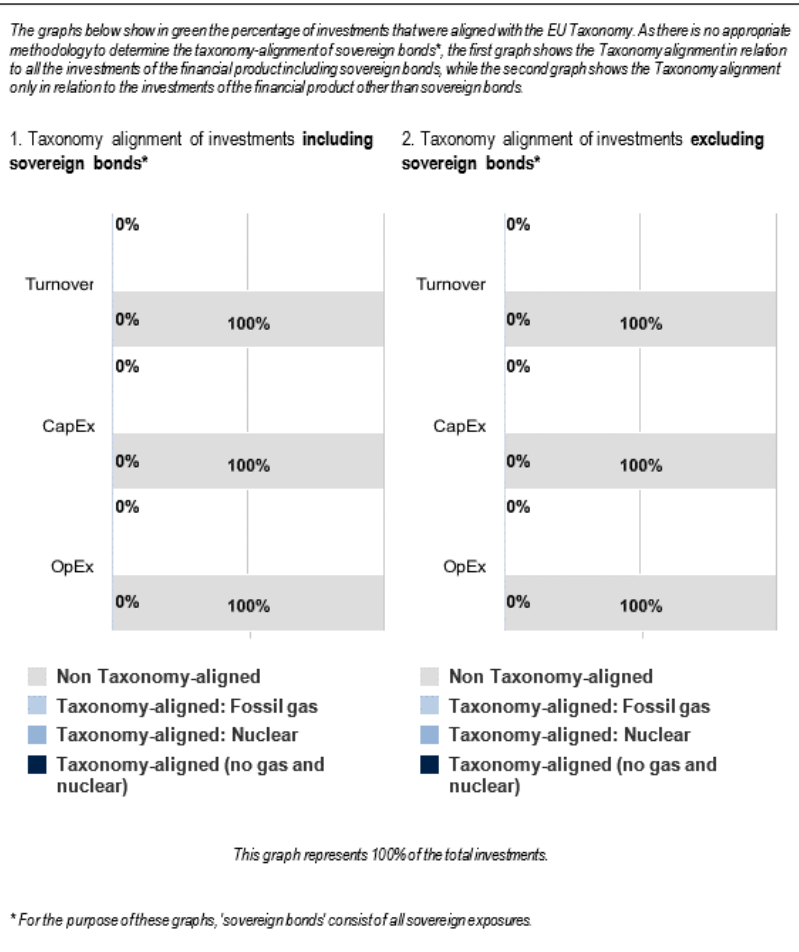 The graphs below show in green the percentage of investments that were aligned with the EU Taxonomy. As there is no appropriate
methodology to determine the taxonomy-alignment of sovereign bonds*, the first graph shows the Taxonomy alignment in relation
to all the investments of the financial product including sovereign bonds, while the second graph shows the Taxonomy alignment
only in relation to the investments of the financial product other than sovereign bonds.
1. Taxonomy alignment of investments including
sovereign bonds*
0%
Turnover
0% 100%
0%
CapEx
0% 100%
0%
OpEx
0% 100%
Non Taxonomy-aligned
Taxonomy-aligned: Fossil gas
Taxonomy-aligned: Nuclear
Taxonomy-aligned (no gas and
nuclear)
2. Taxonomy alignment of investments excluding
sovereign bonds*
0%
Turnover
0% 100%
0%
CapEx
0% 100%
0%
OpEx
0% 100%
Non Taxonomy-aligned
Taxonomy-aligned: Fossil gas
Taxonomy-aligned: Nuclear
Taxonomy-aligned (no gas and
nuclear)
This graph represents 100% of the total investments.
* For the purpose of these graphs, 'sovereign bonds' consist of all sovereign exposures.